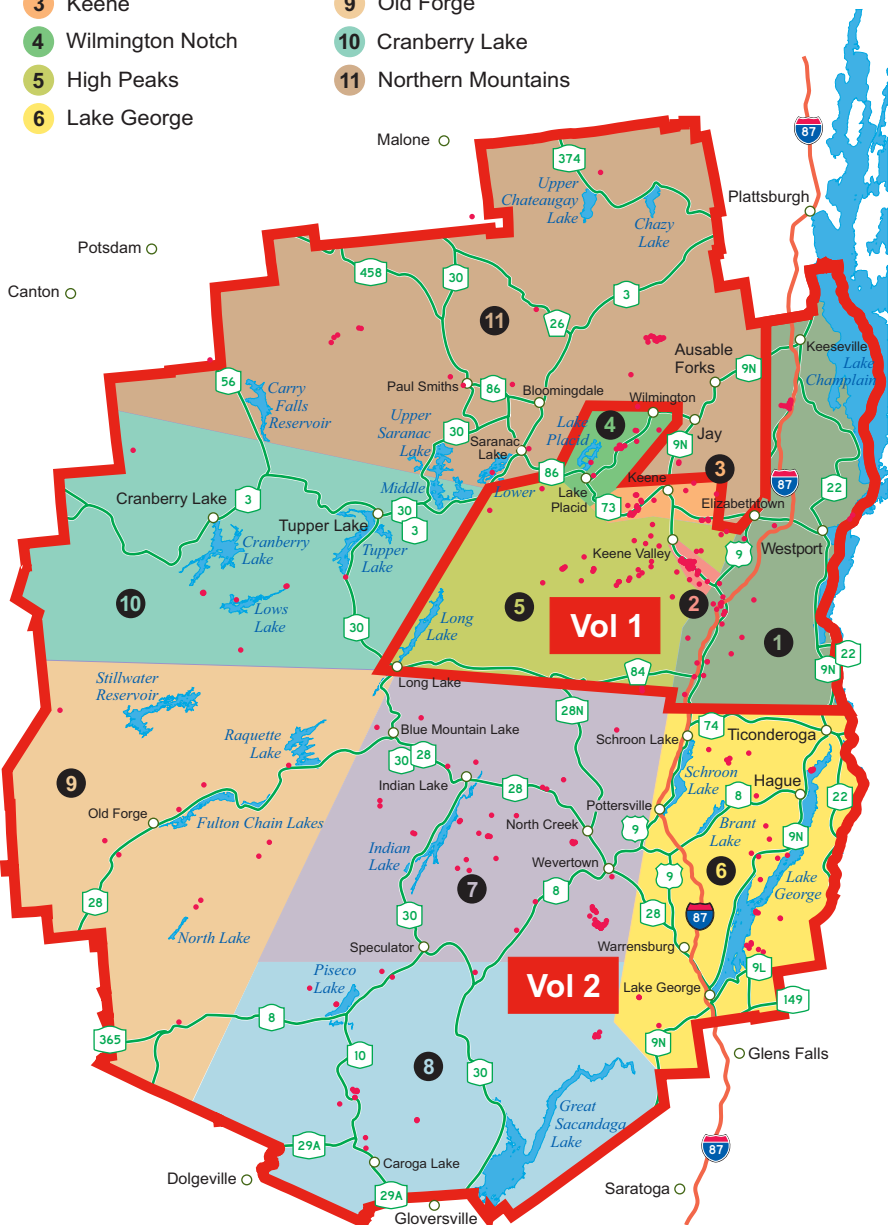 3 Keene
9 Old Forge
4 Wilmington Notch
10 Cranberry Lake
5 High Peaks
11 Northern Mountains
6 Lake George
Malone
87
374
Upper
Chateaugay
Lake
Plattsburgh
Chazy
Lake
Potsdam
Canton
458
30
3
11
26
Keeseville
Lake
Champlain
Ausable
Forks
9N
56
Carry
Falls
Reservoir
Paul Smiths
86
Bloomingdale
Wilmington
Upper
Saranac
Lake
30
Saranac
Lake
Lake
Placid
4
Jay
9N
3
86
Keene
87
22
Cranberry Lake
3
Middle
Lower
Lake
Placid
73
Elizabethtown
Tupper Lake
30
3
Cranberry
Lake
Tupper
Lake
Keene Valley
9
Westport
10
Lows
Lake
5
2
30
Long
Lake
Vol 1
1
22
9N
84
Long Lake
Stillwater
Reservoir
28N
74
Ticonderoga
Raquette
Lake
Blue Mountain Lake
Schroon Lake
30
28
9
Indian Lake
28
Schroon
Lake
Hague
8
22
Old Forge
Fulton Chain Lakes
Pottersville
North Creek
9
Brant
Lake
9N
Indian
Lake
Wevertown
6
Lake
George
7
8
9
28
30
28
87
North Lake
Speculator
Warrensburg
Piseco
Lake
Vol 2
9L
Lake George
149
8
365
10
9N
Glens Falls
8
30
Great
Sacandaga
Lake
29A
87
Caroga Lake
Dolgeville
29A
Saratoga
Gloversville